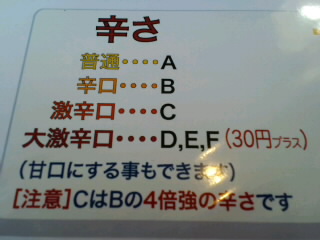 辛さ
普通‥‥A
辛口‥‥B
激辛口‥‥C
大激辛口‥‥D,E,F(30円プラス)
(甘口にする事もできます)
[注意]CはBの4倍強の辛さです